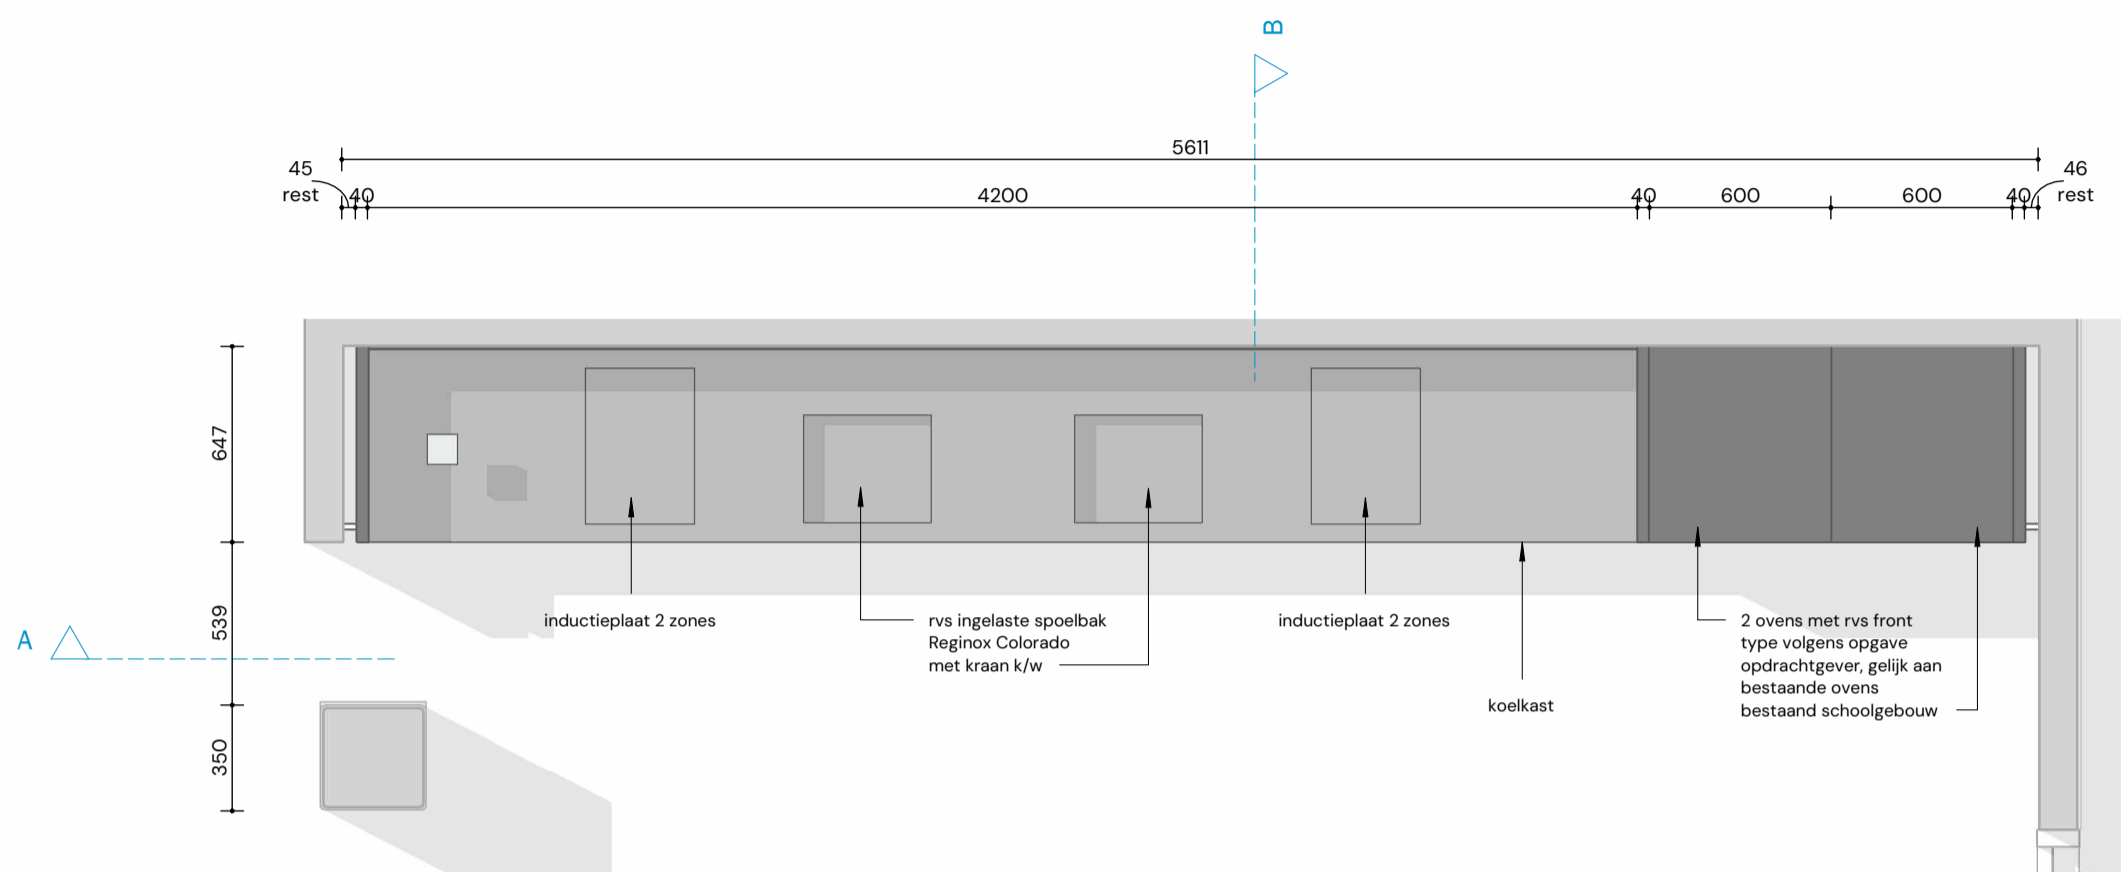 B
5611
45
rest
40
4200
40
600
600
40
46
rest
647
539
350
A
inductieplaat 2 zones
rvs ingelaste spoelbak
Reginox Colorado
met kraan k/w
inductieplaat 2 zones
koelkast
2 ovens met rvs front
type volgens opgave
opdrachtgever, gelijk aan
bestaande ovens
bestaand schoolgebouw